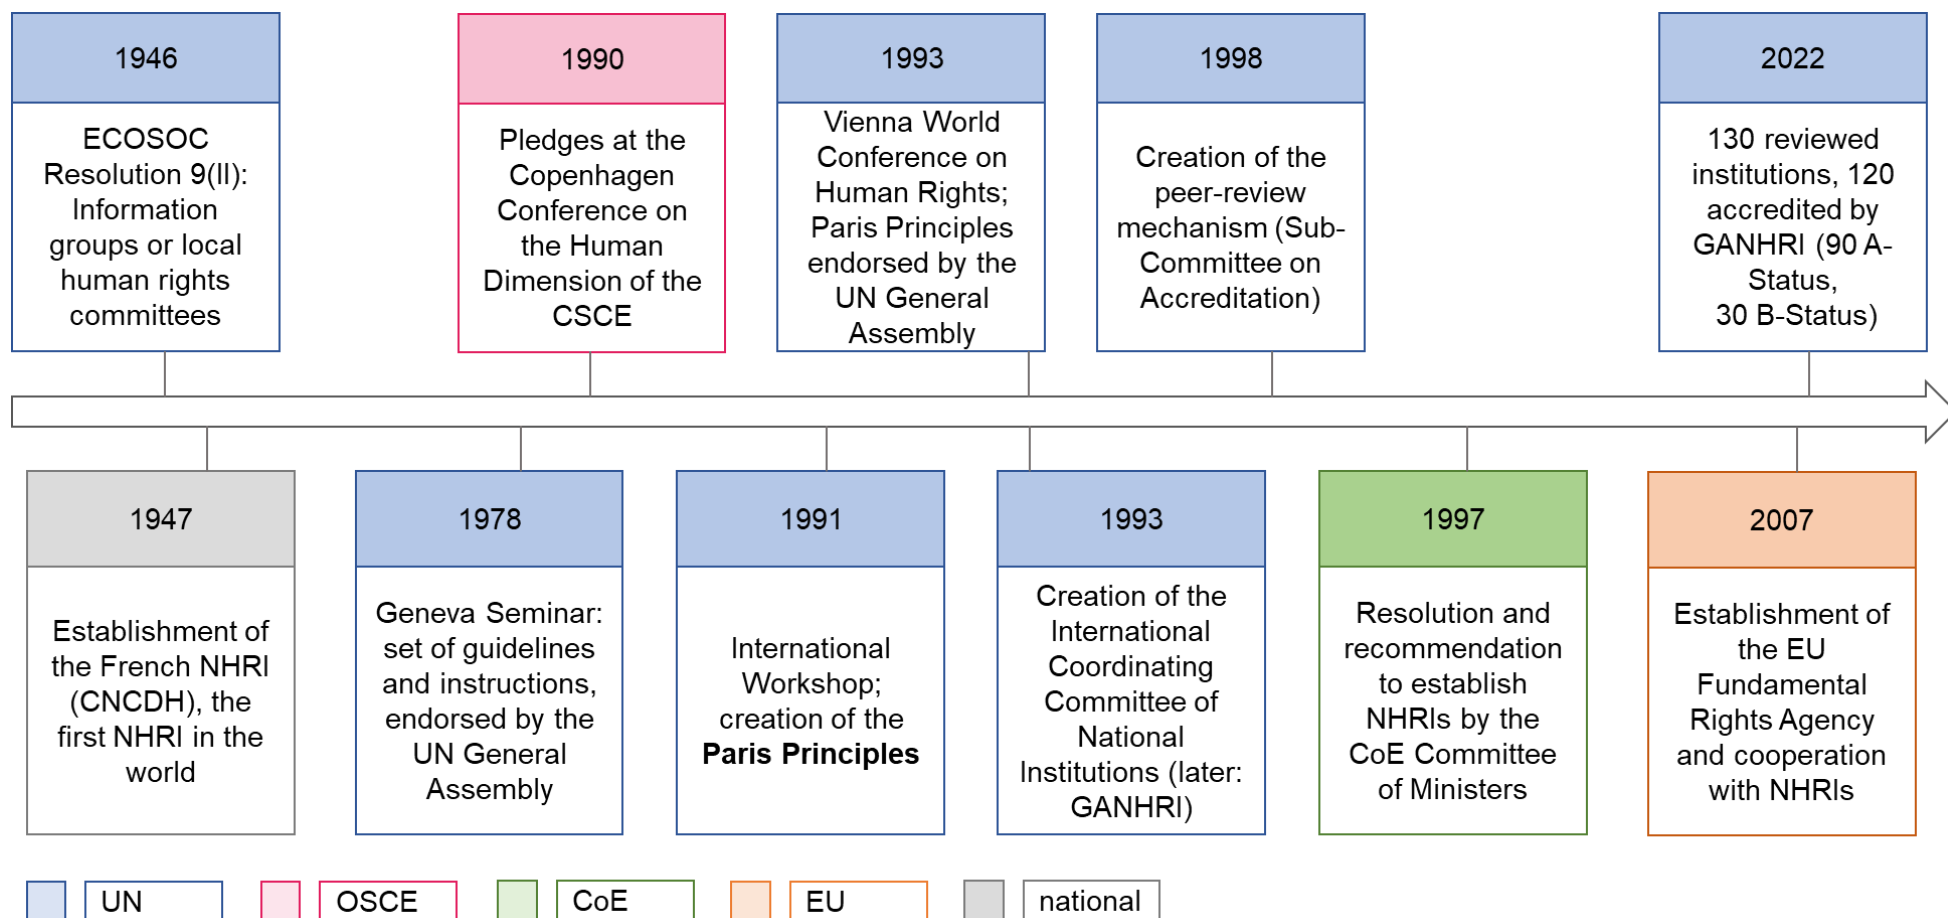 1946
ECOSOC
Resolution 9(II):
Information
groups or local
human rights
committees
1990
Pledges at the
Copenhagen
Conference on
the Human
Dimension of the
CSCE
1993
Vienna World
Conference on
Human Rights;
Paris Principles
endorsed by the
UN General
Assembly
1998
Creation of the
peer-review
mechanism (Sub-
Committee on
Accreditation)
2022
130 reviewed
institutions, 120
accredited by
GANHRI (90 A-
Status,
30 B-Status)
1947
Establishment of
the French NHRI
(CNCDH), the
first NHRI in the
world
1978
Geneva Seminar:
set of guidelines
and instructions,
endorsed by the
UN General
Assembly
1991
International
Workshop;
creation of the
Paris Principles
1993
Creation of the
International
Coordinating
Committee of
National
Institutions (later:
GANHRI)
1997
Resolution and
recommendation
to establish
NHRIs by the
CoE Committee
of Ministers
2007
Establishment of
the EU
Fundamental
Rights Agency
and cooperation
with NHRIs
UN
OSCE
CoE
EU
national